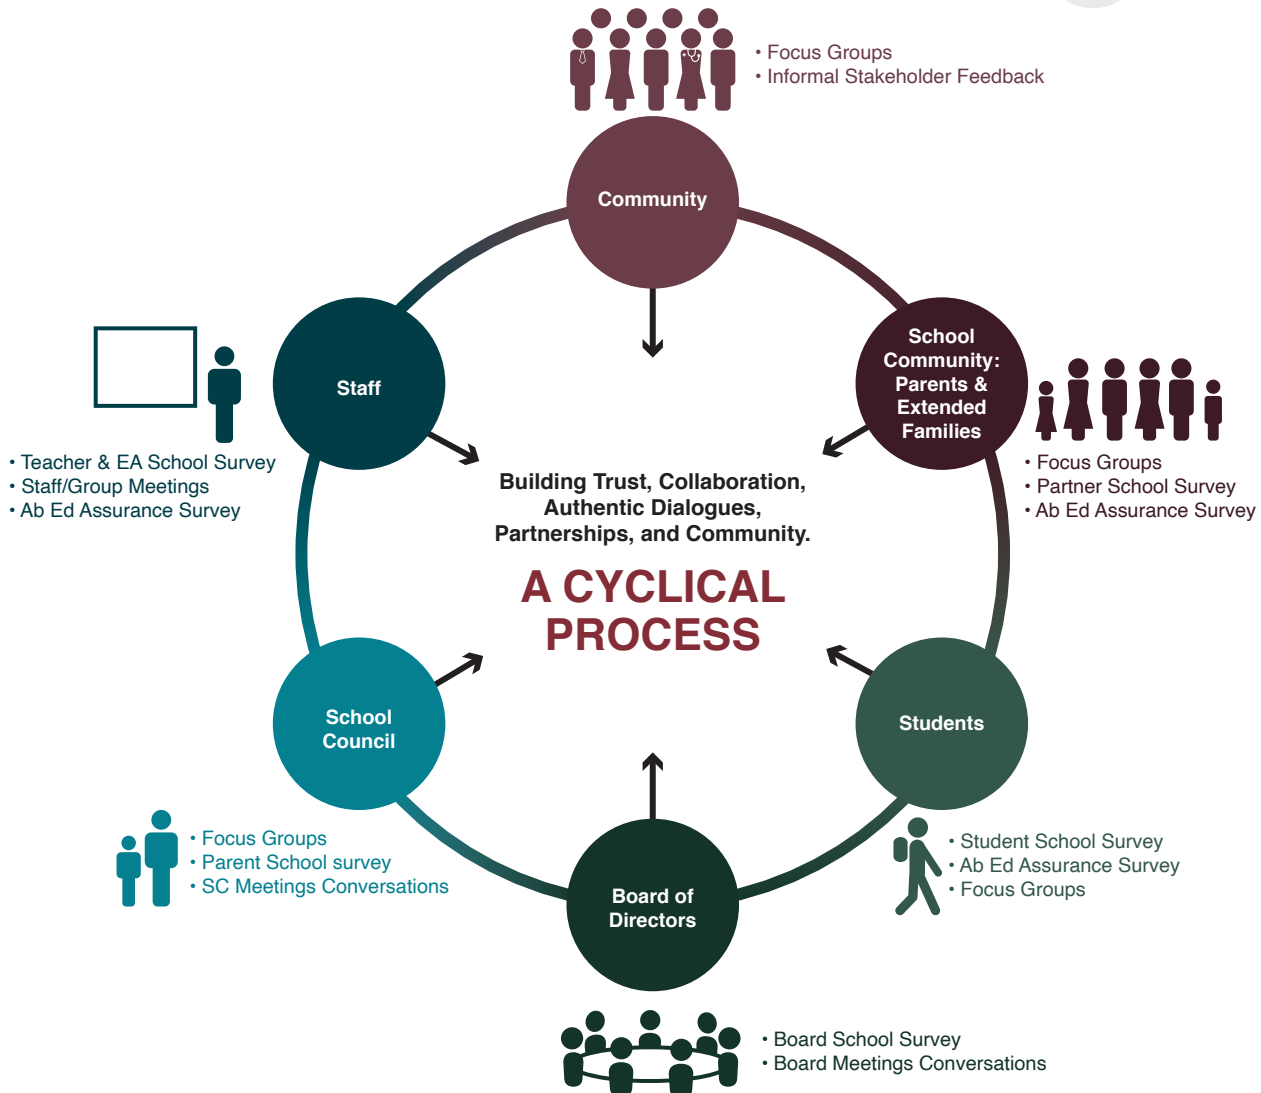 • Focus Groups
• Informal Stakeholder Feedback
Community
School
Community:
Parents &
Extended
Families
• Focus Groups
• Partner School Survey
• Ab Ed Assurance Survey
Staff
• Teacher & EA School Survey
• Staff/Group Meetings
• Ab Ed Assurance Survey
Building Trust, Collaboration,
Authentic Dialogues,
Partnerships, and Community.
A CYCLICAL
PROCESS
School
Council
• Focus Groups
• Parent School survey
• SC Meetings Conversations
Students
• Student School Survey
• Ab Ed Assurance Survey
• Focus Groups
Board of
Directors
• Board School Survey
• Board Meetings Conversations